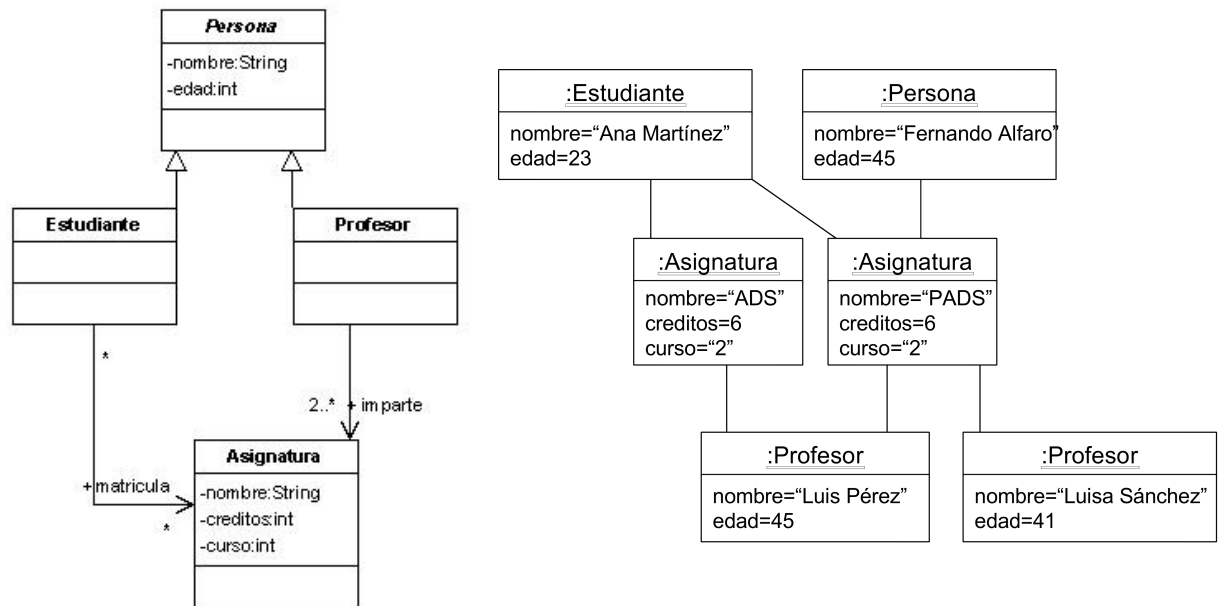 Persona
-nombre:String
-edad:int
Estudiante
Profesor
*
2..* + imparte
+ matricula
*
Asignatura
-nombre:String
-creditos:int
-curso:int
:Estudiante
nombre=“Ana Martínez”
edad=23
:Persona
nombre=“Fernando Alfaro”
edad=45
:Asignatura
nombre=“ADS”
creditos=6
curso=“2”
:Asignatura
nombre=“PADS”
creditos=6
curso=“2”
:Profesor
nombre=“Luis Pérez”
edad=45
:Profesor
nombre=“Luisa Sánchez”
edad=41